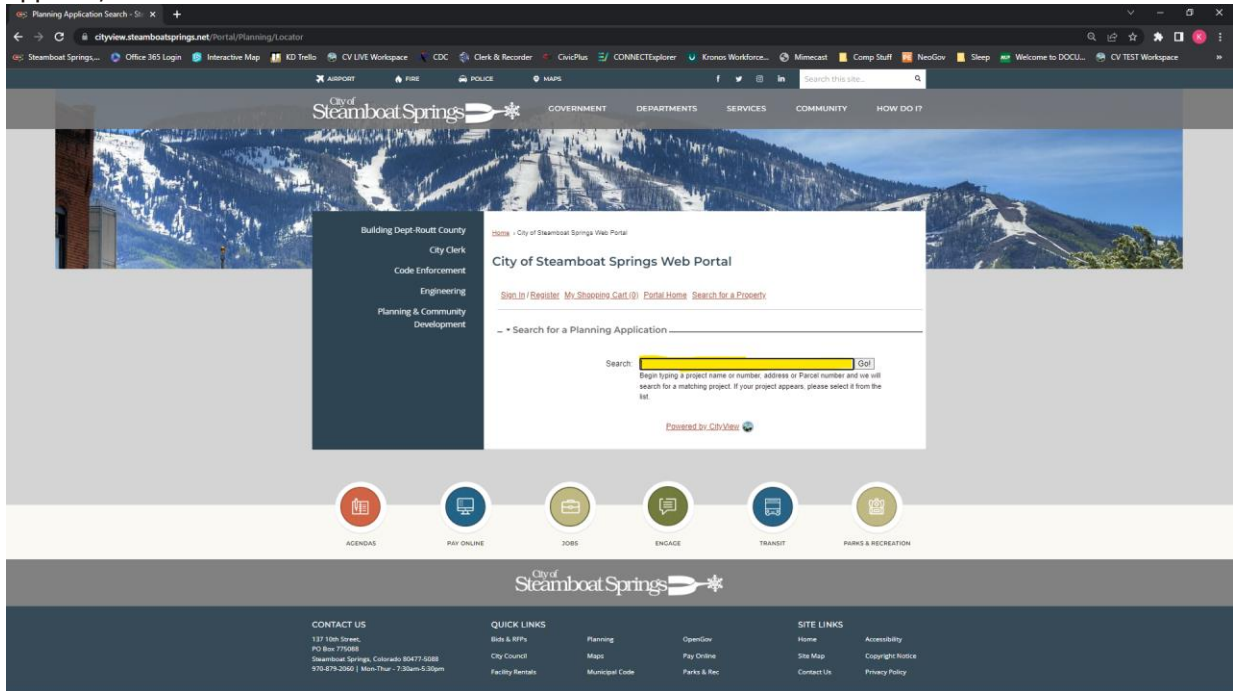 Planning Application Search - St
cityview.steamboatsprings.net/Portal/Planning/Locator
Steamboat Springs,... Office 365 Login Interactive Map KD Trello CV LIVE Workspace CDC Clerk & Recorder CivicPlus CONNECTExplorer Kronos Workforce... Mimecast Comp Stuff NeoGov Sleep Welcome to DOCU... CV TEST Workspace »
AIRPORT FIRE POLICE MAPS Search this site...
City of
Steamboat Springs GOVERNMENT DEPARTMENTS SERVICES COMMUNITY HOW DO I?
Building Dept-Routt County
City Clerk
Code Enforcement
Engineering
Planning & Community
Development
Home › City of Steamboat Springs Web Portal
City of Steamboat Springs Web Portal
Sign In / Register My Shopping Cart (0) Portal Home Search for a Property
Search for a Planning Application
Search: Go!
Begin typing a project name or number, address or Parcel number and we will
search for a matching project. If your project appears, please select it from the
list.
Powered by CityView
AGENDAS PAY ONLINE JOBS ENGAGE TRANSIT PARKS & RECREATION
City of
Steamboat Springs
CONTACT US QUICK LINKS SITE LINKS
137 10th Street, Bids & RFPs Planning OpenGov Home Accessibility
PO Box 775088
Steamboat Springs, Colorado 80477-5088 City Council Maps Pay Online Site Map Copyright Notice
970-879-2060 | Mon-Thur - 7:30am-5:30pm Facility Rentals Municipal Code Parks & Rec Contact Us Privacy Policy